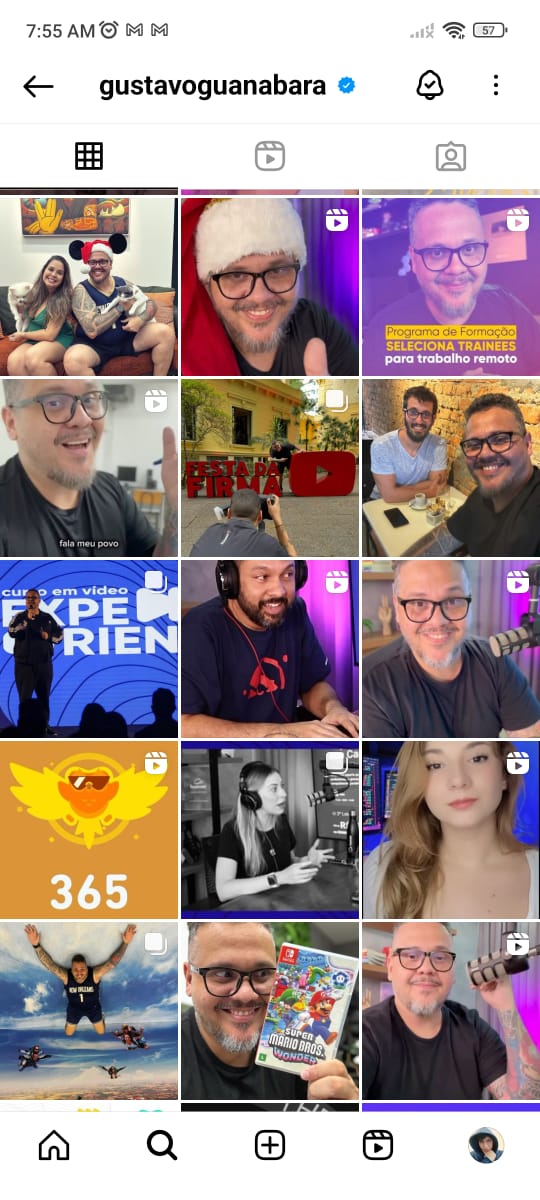 7:55 AM
57
gustavoguanabara
Programa de Formação
SELECIONA TRAINEES
para trabalho remoto
fala meu povo
FESTA DA
FIRMA
curso em vídeo
EXPE
RIEN
365
NEW ORLEANS
1
SUPER
MARIO BROS.
WONDER